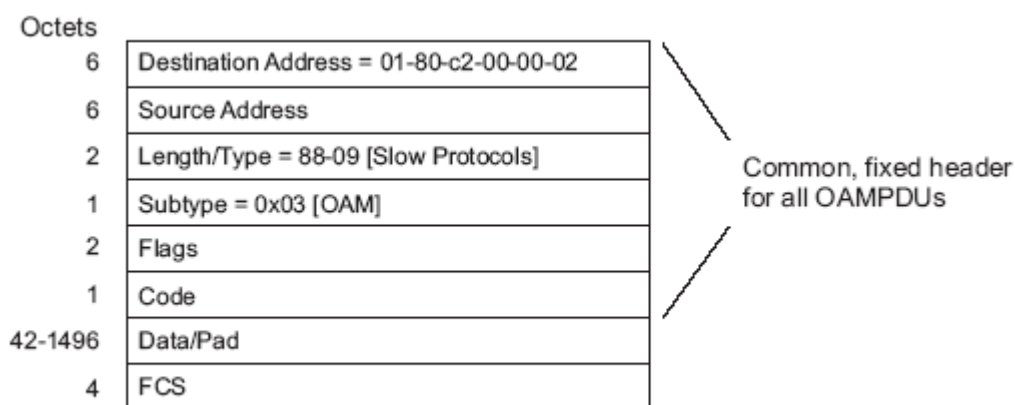 Octets
6 Destination Address = 01-80-c2-00-00-02
6 Source Address
2 Length/Type = 88-09 [Slow Protocols]
1 Subtype = 0x03 [OAM]
2 Flags
1 Code
42-1496 Data/Pad
4 FCS
Common, fixed header
for all OAMPDUs